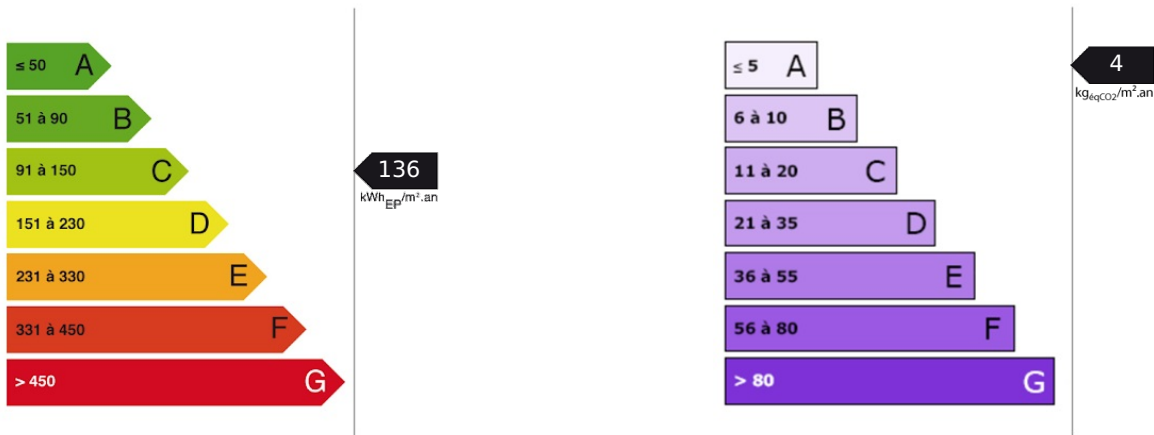 ≤ 50 A
51 à 90 B
91 à 150 C
151 à 230 D
231 à 330 E
331 à 450 F
> 450 G
136
kWhEP/m².an
≤ 5 A
6 à 10 B
11 à 20 C
21 à 35 D
36 à 55 E
56 à 80 F
> 80 G
4
kgéqCO2/m².an